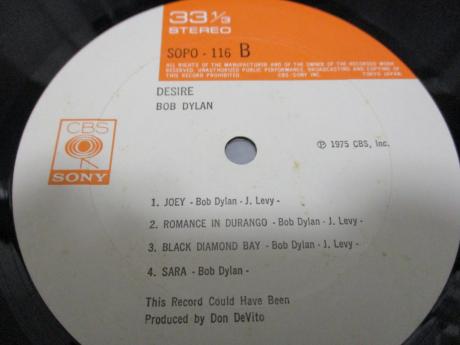 33 1/3
STEREO
SOPO - 116 B
ALL RIGHTS OF THE MANUFACTURER AND OF THE OWNER OF THE RECORDED WORK
RESERVED. UNAUTHORIZED PUBLIC PERFORMANCE, BROADCASTING AND COPYING OF
THIS RECORD PROHIBITED. CBS-SONY INC. TOKYO JAPAN.
DESIRE
BOB DYLAN
CBS
SONY
℗ 1975 CBS, Inc.
1. JOEY - Bob Dylan - J. Levy -
2. ROMANCE IN DURANGO - Bob Dylan - J. Levy -
3. BLACK DIAMOND BAY - Bob Dylan - J. Levy -
4. SARA - Bob Dylan -
This Record Could Have Been
Produced by Don DeVito